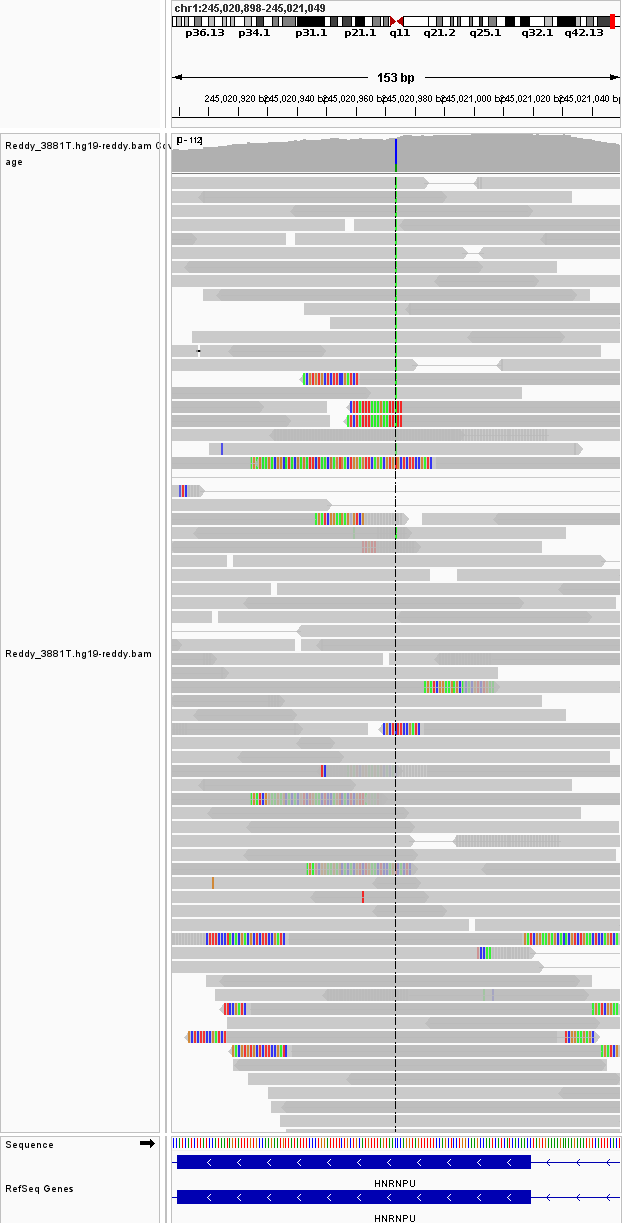 chr1:245,020,898-245,021,049
p36.13 p34.1 p31.1 p21.1 q11 q21.2 q25.1 q32.1 q42.13
153 bp
245,020,920 bp 245,020,940 bp 245,020,960 bp 245,020,980 bp 245,021,000 bp 245,021,020 bp 245,021,040 bp
Reddy_3881T.hg19-reddy.bam Cov
age
[0 - 112]
Reddy_3881T.hg19-reddy.bam
Sequence
HNRNPU
RefSeq Genes
HNRNPU